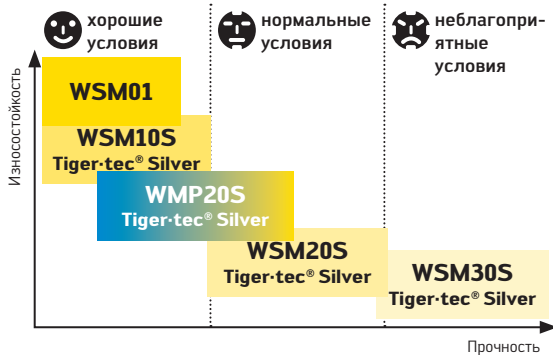 хорошие
условия
нормальные
условия
неблагопри-
ятные
условия
Износостойкость
WSM01
WSM10S
Tiger·tec® Silver
WMP20S
Tiger·tec® Silver
WSM20S
Tiger·tec® Silver
WSM30S
Tiger·tec® Silver
Прочность